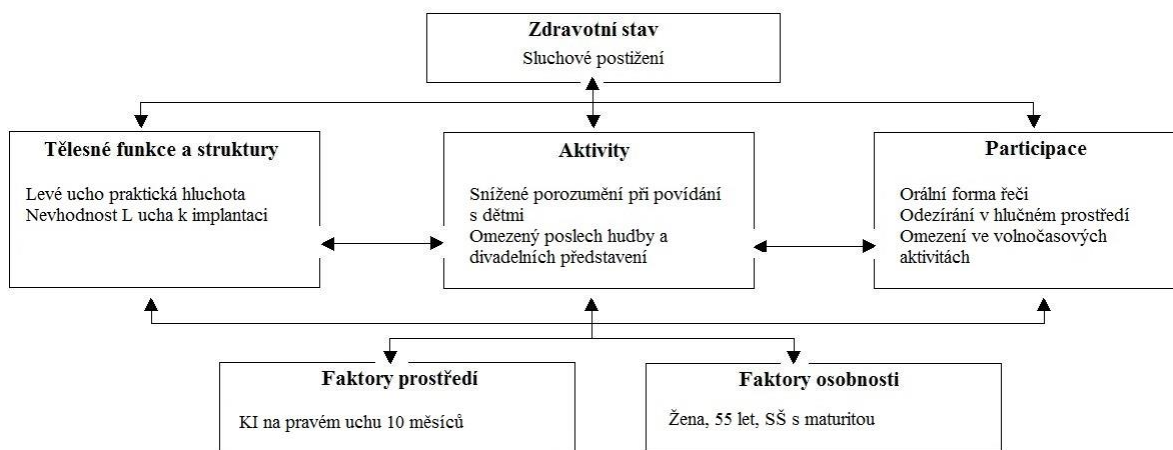 Zdravotní stav
Sluchové postižení
Tělesné funkce a struktury
Levé ucho praktická hluchota
Nevhodnost L ucha k implantaci
Aktivity
Snížené porozumění při povídání
s dětmi
Omezený poslech hudby a
divadelních představení
Participace
Orální forma řeči
Odezírání v hlučném prostředí
Omezení ve volnočasových
aktivitách
Faktory prostředí
KI na pravém uchu 10 měsíců
Faktory osobnosti
Žena, 55 let, SŠ s maturitou